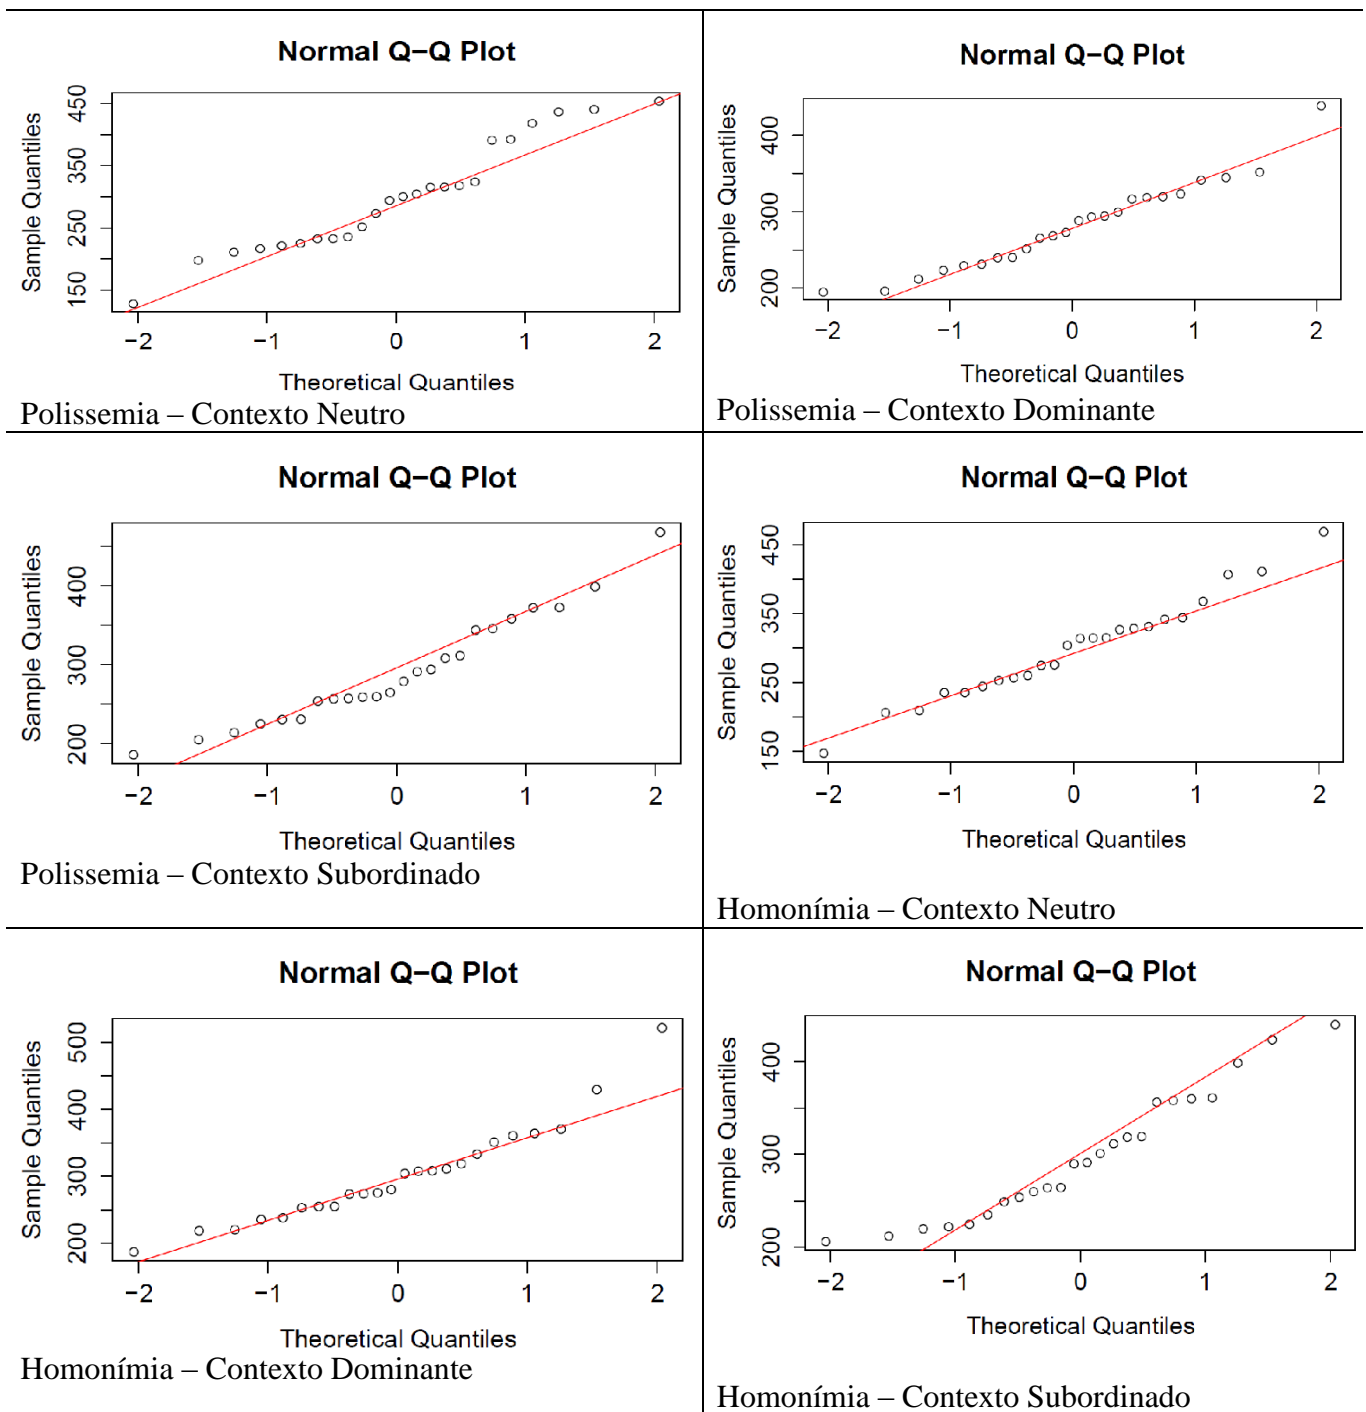 Normal Q−Q Plot
Sample Quantiles
450
350
250
150
−2 −1 0 1 2
Theoretical Quantiles
Polissemia – Contexto Neutro
Normal Q−Q Plot
Sample Quantiles
400
300
200
−2 −1 0 1 2
Theoretical Quantiles
Polissemia – Contexto Dominante
Normal Q−Q Plot
Sample Quantiles
400
300
200
−2 −1 0 1 2
Theoretical Quantiles
Polissemia – Contexto Subordinado
Normal Q−Q Plot
Sample Quantiles
450
350
250
150
−2 −1 0 1 2
Theoretical Quantiles
Homonímia – Contexto Neutro
Normal Q−Q Plot
Sample Quantiles
500
400
300
200
−2 −1 0 1 2
Theoretical Quantiles
Homonímia – Contexto Dominante
Normal Q−Q Plot
Sample Quantiles
400
300
200
−2 −1 0 1 2
Theoretical Quantiles
Homonímia – Contexto Subordinado